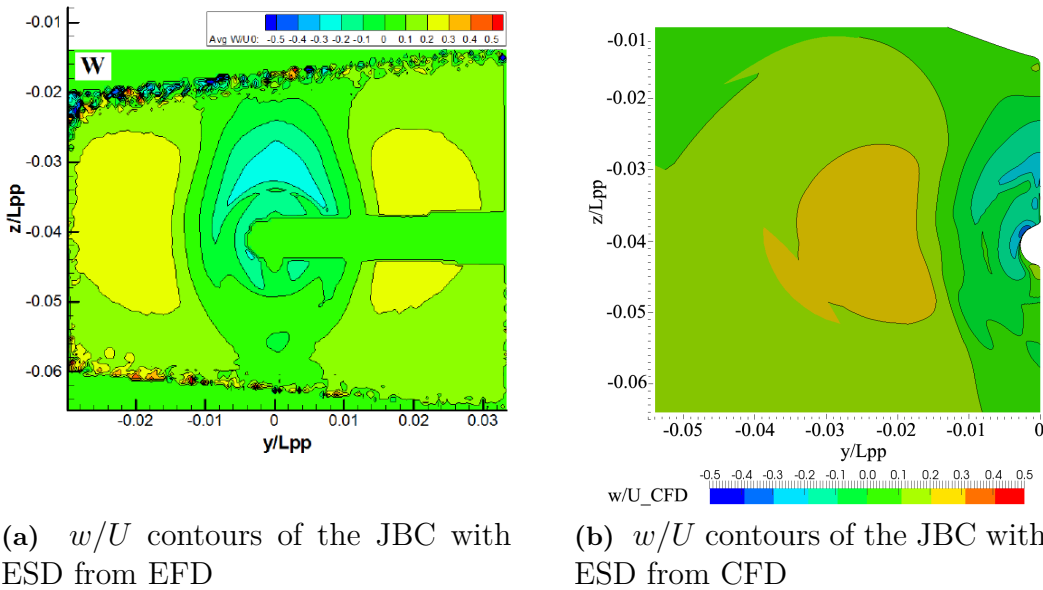 Avg W/U0: -0.5 -0.4 -0.3 -0.2 -0.1 0 0.1 0.2 0.3 0.4 0.5
W
-0.01
-0.02
-0.03
-0.04
-0.05
-0.06
z/Lpp
-0.02 -0.01 0 0.01 0.02 0.03
y/Lpp
-0.01
-0.02
-0.03
-0.04
-0.05
-0.06
z/Lpp
-0.05 -0.04 -0.03 -0.02 -0.01 0
y/Lpp
-0.5 -0.4 -0.3 -0.2 -0.1 0.0 0.1 0.2 0.3 0.4 0.5
w/U_CFD
(a) w/U contours of the JBC with
ESD from EFD
(b) w/U contours of the JBC with
ESD from CFD